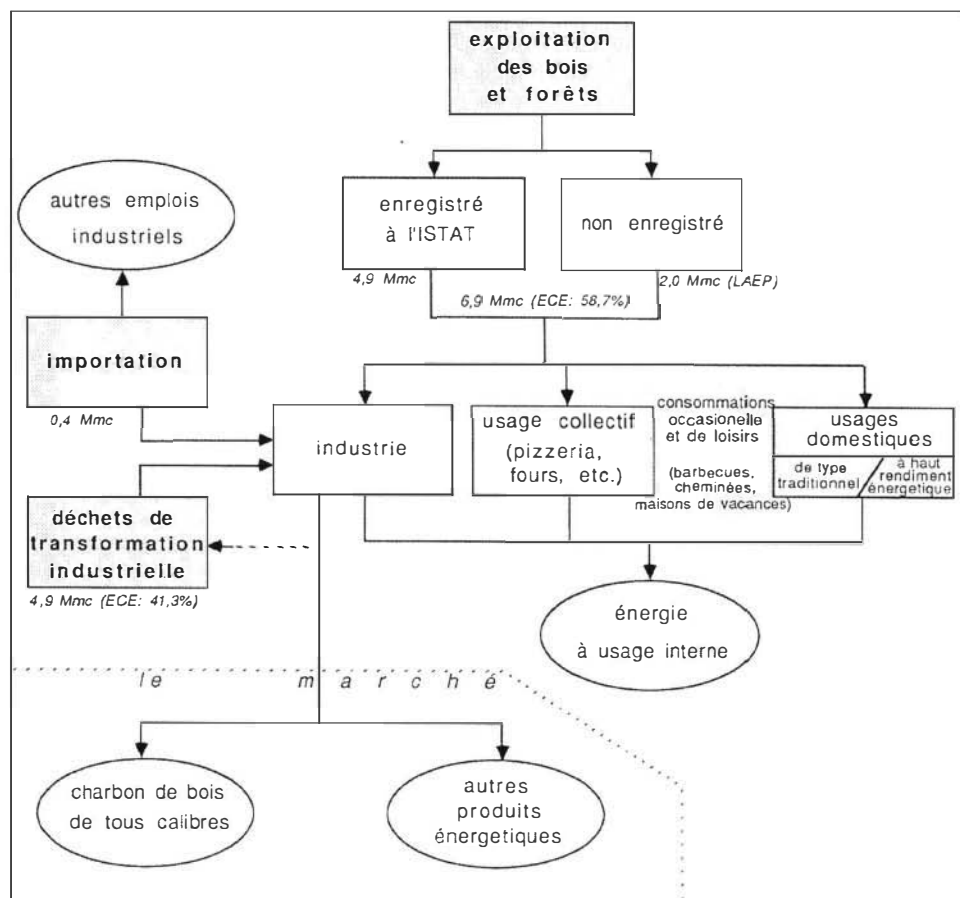 exploitation
des bois
et forêts
autres emplois
industriels
enregistré
à l'ISTAT
non enregistré
4,9 Mmc
2,0 Mmc (LAEP)
6,9 Mmc (ECE: 58,7%)
importation
0,4 Mmc
industrie
usage collectif
(pizzeria,
fours, etc.)
consommations
occasionelle
et de loisirs
(barbecues,
cheminées,
maisons de vacances)
usages
domestiques
de type
traditionnel
à haut
rendiment
énergetique
déchets de
transformation
industrielle
4,9 Mmc (ECE: 41,3%)
énergie
à usage interne
le marché
charbon de bois
de tous calibres
autres
produits
énergetiques